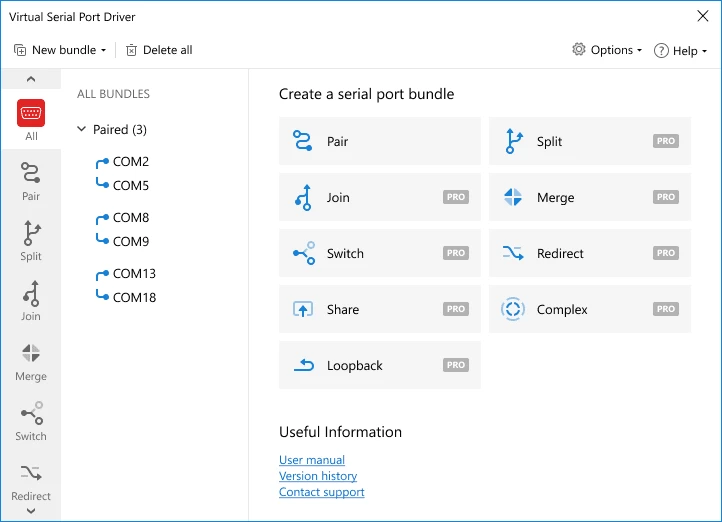 Virtual Serial Port Driver
New bundle
Delete all
Options
Help
All
Pair
Split
Join
Merge
Switch
Redirect
ALL BUNDLES
Paired (3)
COM2
COM5
COM8
COM9
COM13
COM18
Create a serial port bundle
Pair
Split PRO
Join PRO
Merge PRO
Switch PRO
Redirect PRO
Share PRO
Complex PRO
Loopback PRO
Useful Information
User manual
Version history
Contact support